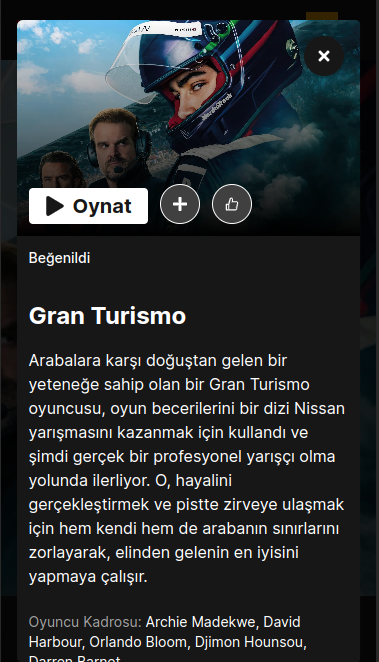 Oynat
Beğenildi
Gran Turismo
Arabalara karşı doğuştan gelen bir
yeteneğe sahip olan bir Gran Turismo
oyuncusu, oyun becerilerini bir dizi Nissan
yarışmasını kazanmak için kullandı ve
şimdi gerçek bir profesyonel yarışçı olma
yolunda ilerliyor. O, hayalini
gerçekleştirmek ve pistte zirveye ulaşmak
için hem kendi hem de arabanın sınırlarını
zorlayarak, elinden gelenin en iyisini
yapmaya çalışır.
Oyuncu Kadrosu: Archie Madekwe, David
Harbour, Orlando Bloom, Djimon Hounsou,
Darren Barnet